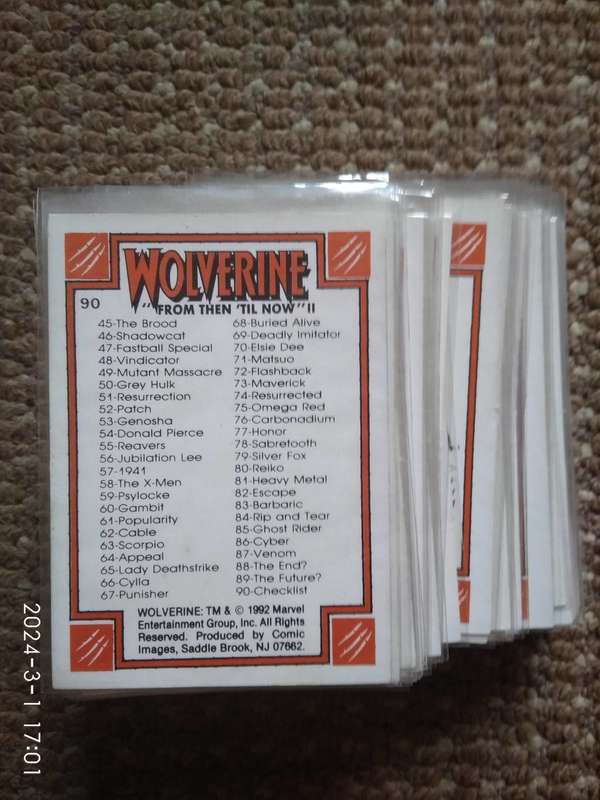 90
WOLVERINE
"FROM THEN 'TIL NOW" II
45-The Brood
46-Shadowcat
47-Fastball Special
48-Vindicator
49-Mutant Massacre
50-Grey Hulk
51-Resurrection
52-Patch
53-Genosha
54-Donald Pierce
55-Reavers
56-Jubilation Lee
57-1941
58-The X-Men
59-Psylocke
60-Gambit
61-Popularity
62-Cable
63-Scorpio
64-Appeal
65-Lady Deathstrike
66-Cylla
67-Punisher
68-Buried Alive
69-Deadly Imitator
70-Elsie Dee
71-Matsuo
72-Flashback
73-Maverick
74-Resurrected
75-Omega Red
76-Carbonadium
77-Honor
78-Sabretooth
79-Silver Fox
80-Reiko
81-Heavy Metal
82-Escape
83-Barbaric
84-Rip and Tear
85-Ghost Rider
86-Cyber
87-Venom
88-The End?
89-The Future?
90-Checklist
WOLVERINE: TM & © 1992 Marvel
Entertainment Group, Inc. All Rights
Reserved. Produced by Comic
Images, Saddle Brook, NJ 07662.
2024-3-1 17:01